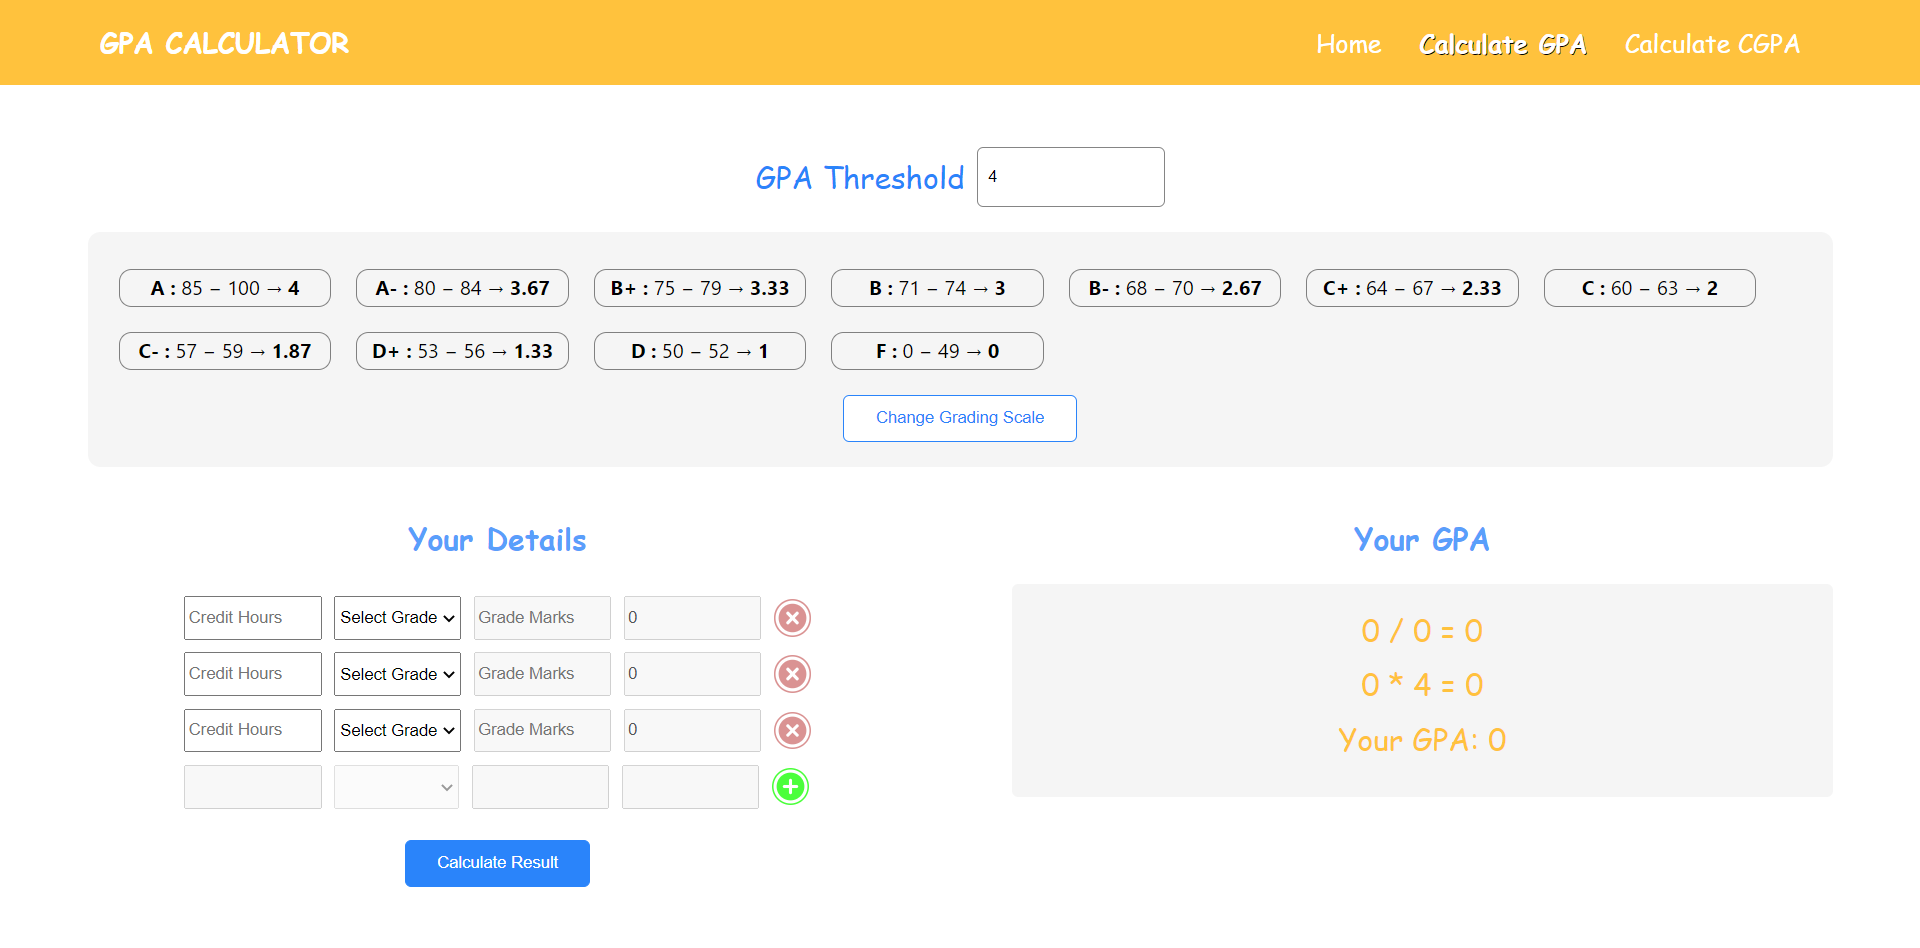 GPA CALCULATOR
Home Calculate GPA Calculate CGPA
GPA Threshold 4
A : 85 – 100 → 4 A- : 80 – 84 → 3.67 B+ : 75 – 79 → 3.33 B : 71 – 74 → 3 B- : 68 – 70 → 2.67 C+ : 64 – 67 → 2.33 C : 60 – 63 → 2
C- : 57 – 59 → 1.87 D+ : 53 – 56 → 1.33 D : 50 – 52 → 1 F : 0 – 49 → 0
Change Grading Scale
Your Details
Credit Hours Select Grade Grade Marks 0
Credit Hours Select Grade Grade Marks 0
Credit Hours Select Grade Grade Marks 0
Calculate Result
Your GPA
0 / 0 = 0
0 * 4 = 0
Your GPA: 0